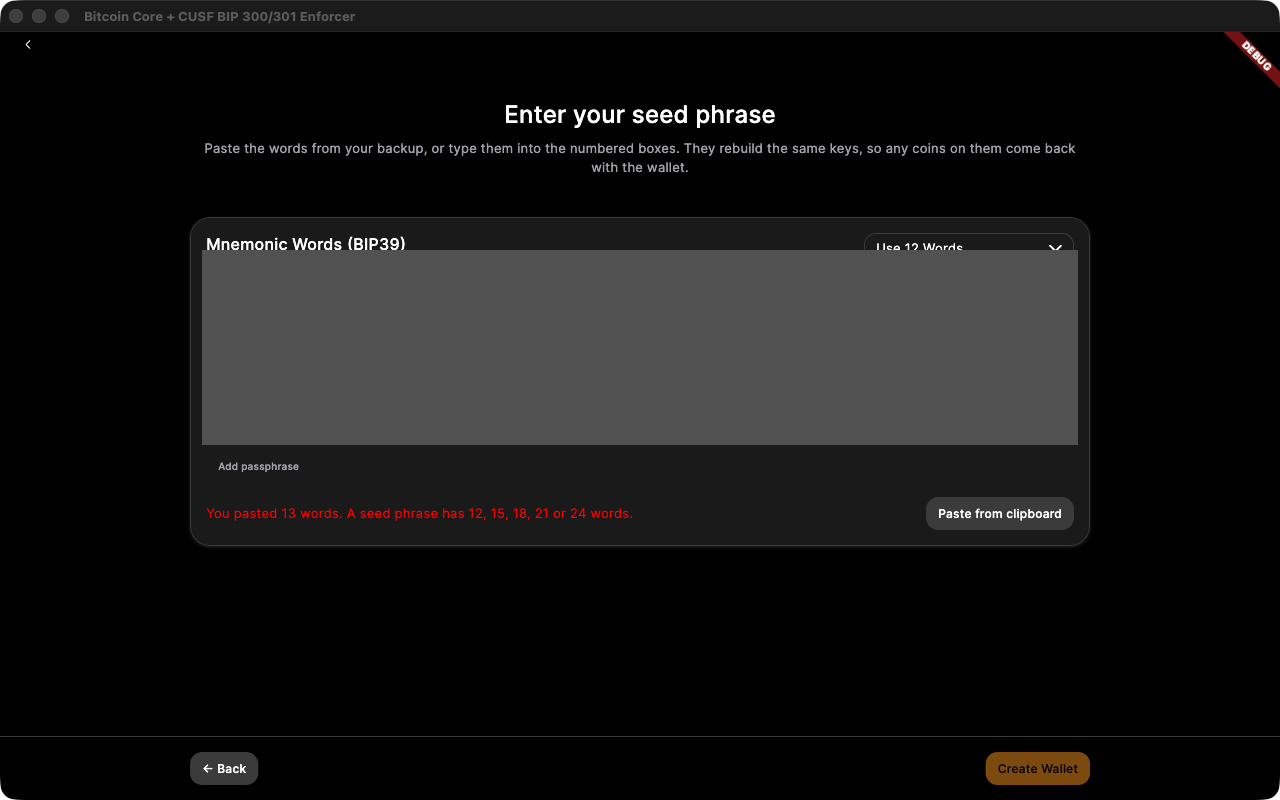 Bitcoin Core + CUSF BIP 300/301 Enforcer
DEBUG
Enter your seed phrase
Paste the words from your backup, or type them into the numbered boxes. They rebuild the same keys, so any coins on them come back
with the wallet.
Mnemonic Words (BIP39)
Use 12 Words
Add passphrase
You pasted 13 words. A seed phrase has 12, 15, 18, 21 or 24 words.
Paste from clipboard
← Back
Create Wallet